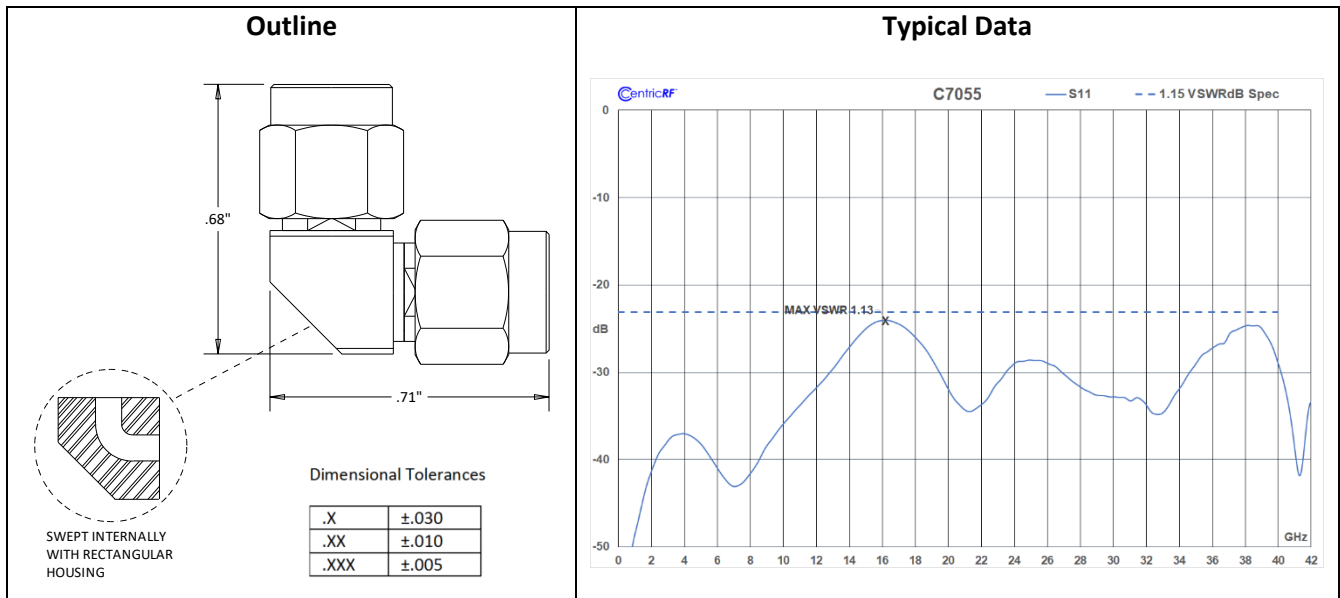 Outline
.68"
.71"
SWEPT INTERNALLY
WITH RECTANGULAR
HOUSING
Dimensional Tolerances
.X ±.030
.XX ±.010
.XXX ±.005
Typical Data
CentricRF
C7055
S11
1.15 VSWRdB Spec
0
-10
-20
dB
-30
-40
-50
MAX VSWR 1.13
X
GHz
0 2 4 6 8 10 12 14 16 18 20 22 24 26 28 30 32 34 36 38 40 42